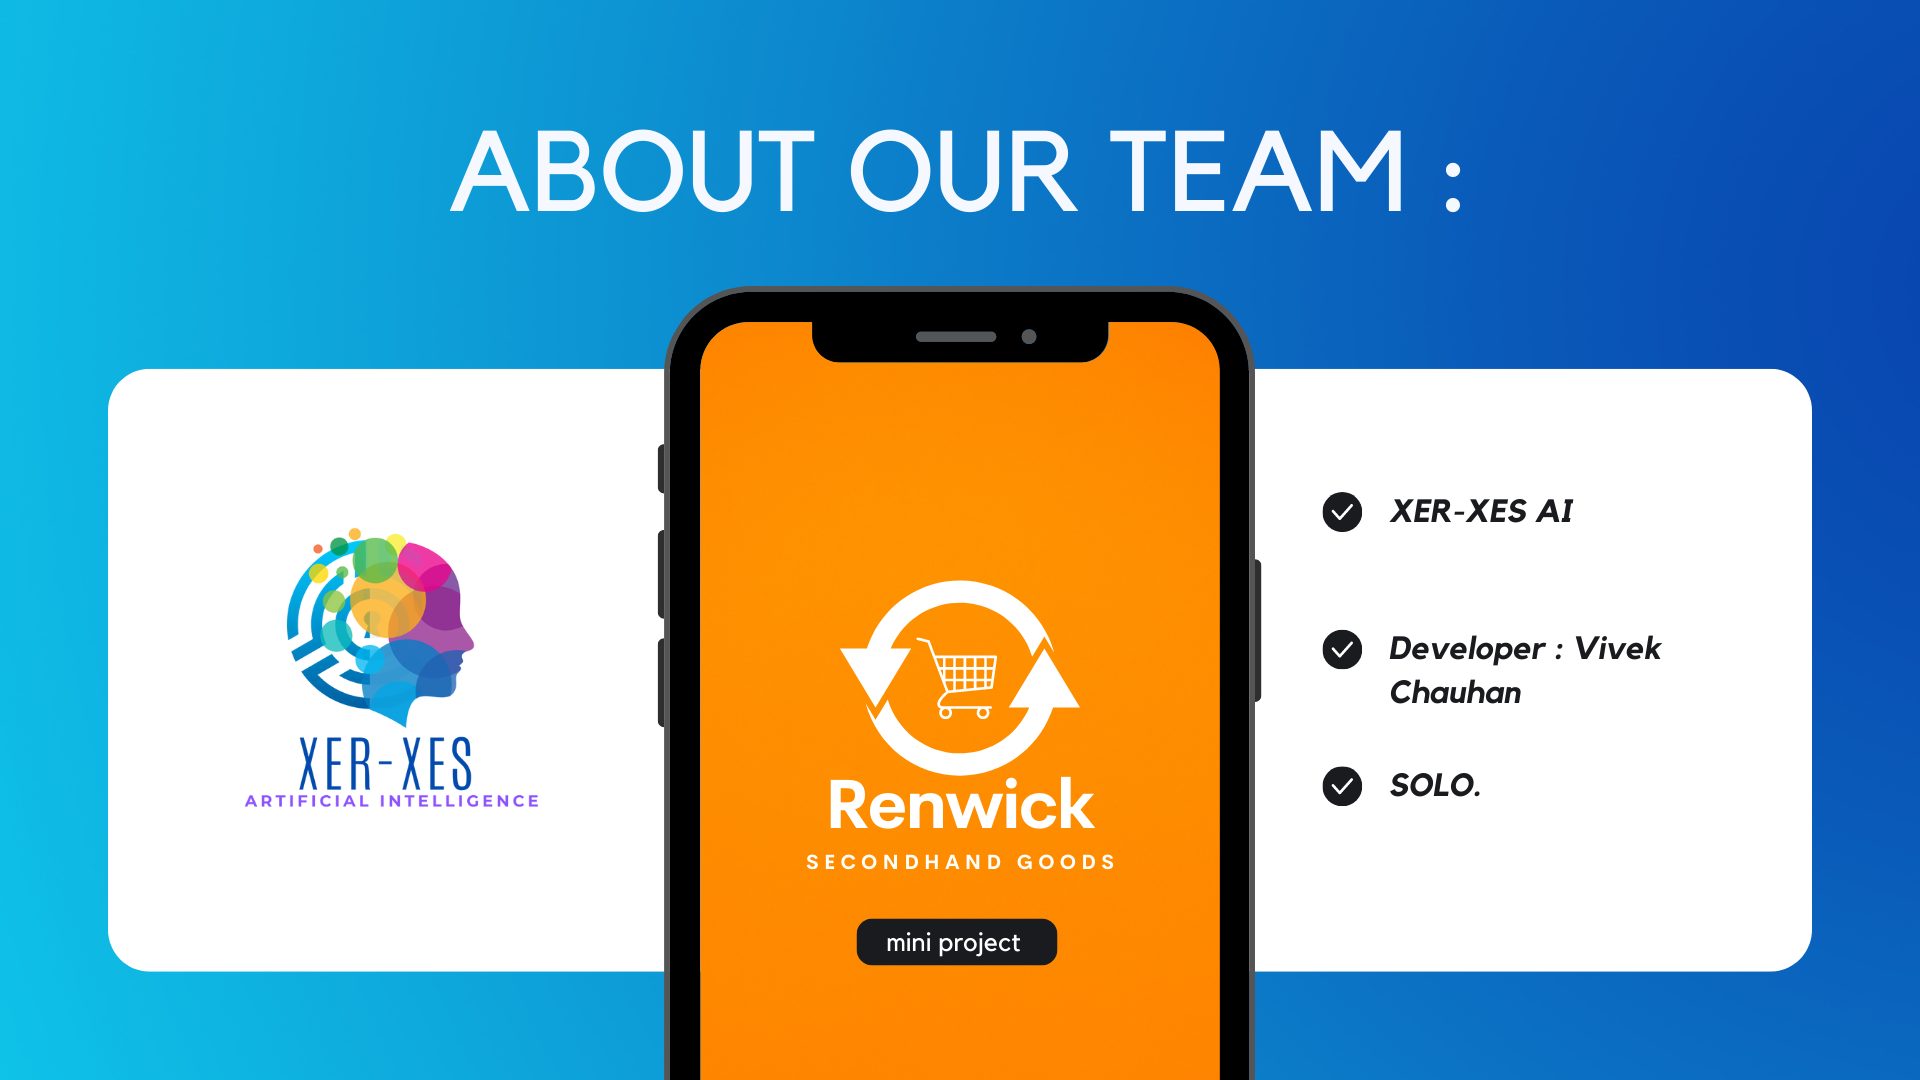 ABOUT OUR TEAM :
XER-XES
ARTIFICIAL INTELLIGENCE
Renwick
SECONDHAND GOODS
mini project
XER-XES AI
Developer : Vivek
Chauhan
SOLO.